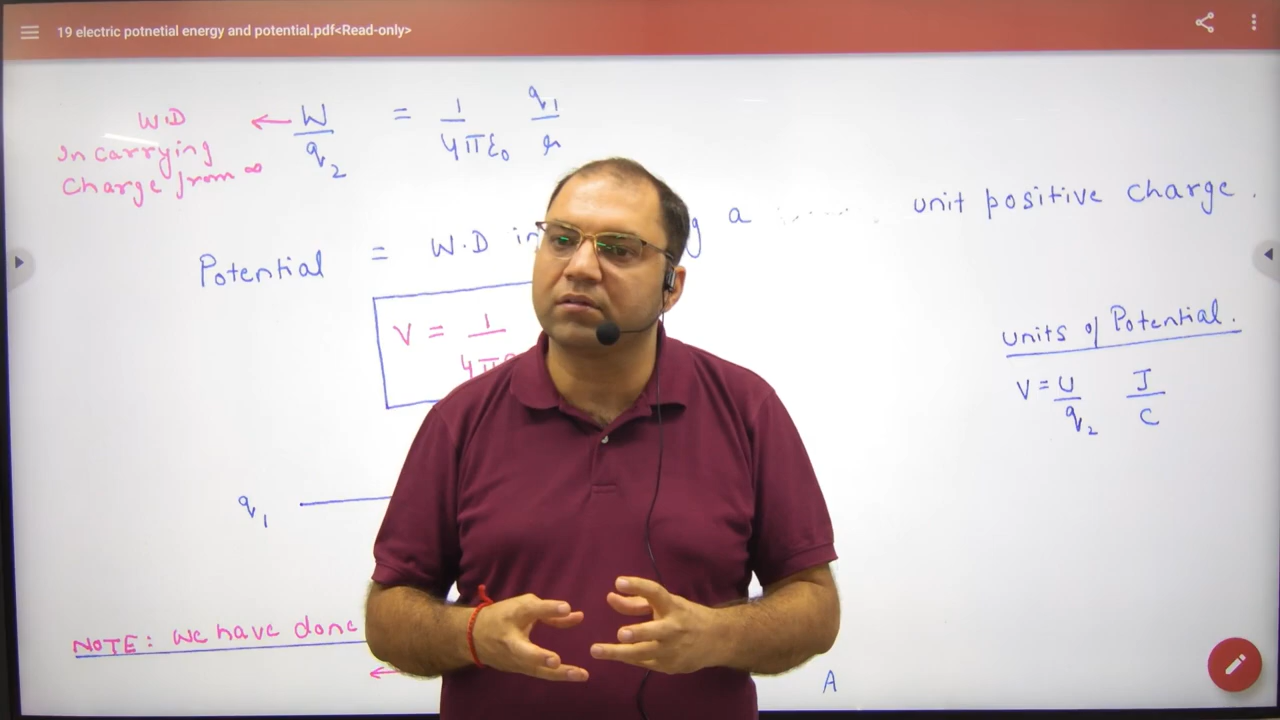 19 electric potnetial energy and potential.pdf<Read-only>
W.D
In carrying
Charge from ∞
← W/q₂ = 1/4πε₀ q₁/r
Potential = W.D in g a unit positive charge.
V = 1/4π
units of Potential.
V = U/q₂ J/C
q₁
NOTE: We have done
←
A